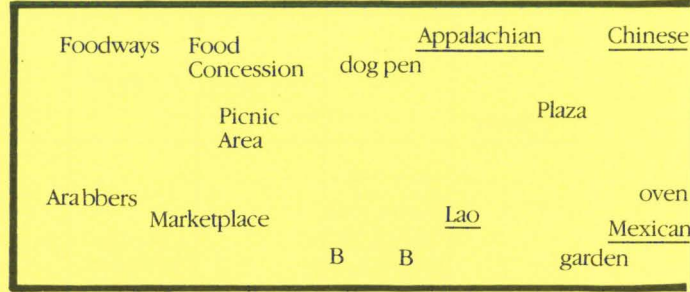 Foodways
Food
Concession
dog pen
Appalachian
Chinese
Picnic
Area
Plaza
Arabbers
Marketplace
Lao
oven
Mexican
B
B
garden